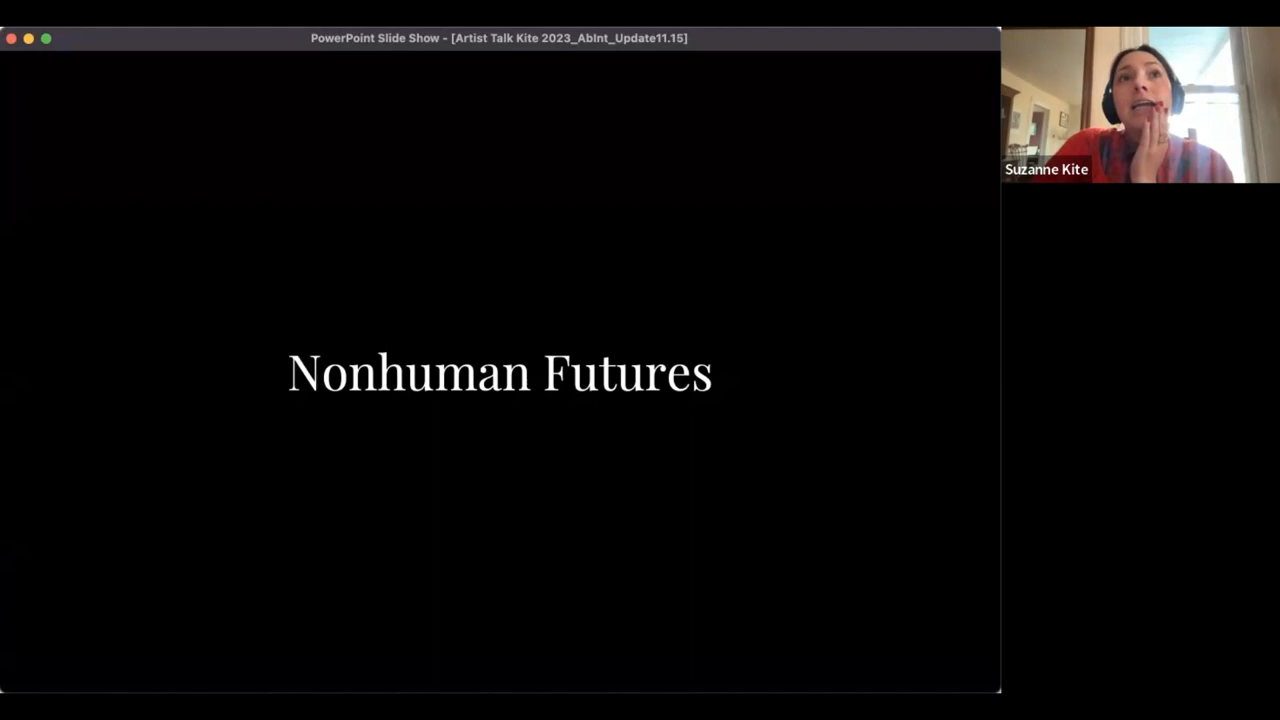 PowerPoint Slide Show - [Artist Talk Kite 2023_AbInt_Update11.15]
Nonhuman Futures
Suzanne Kite